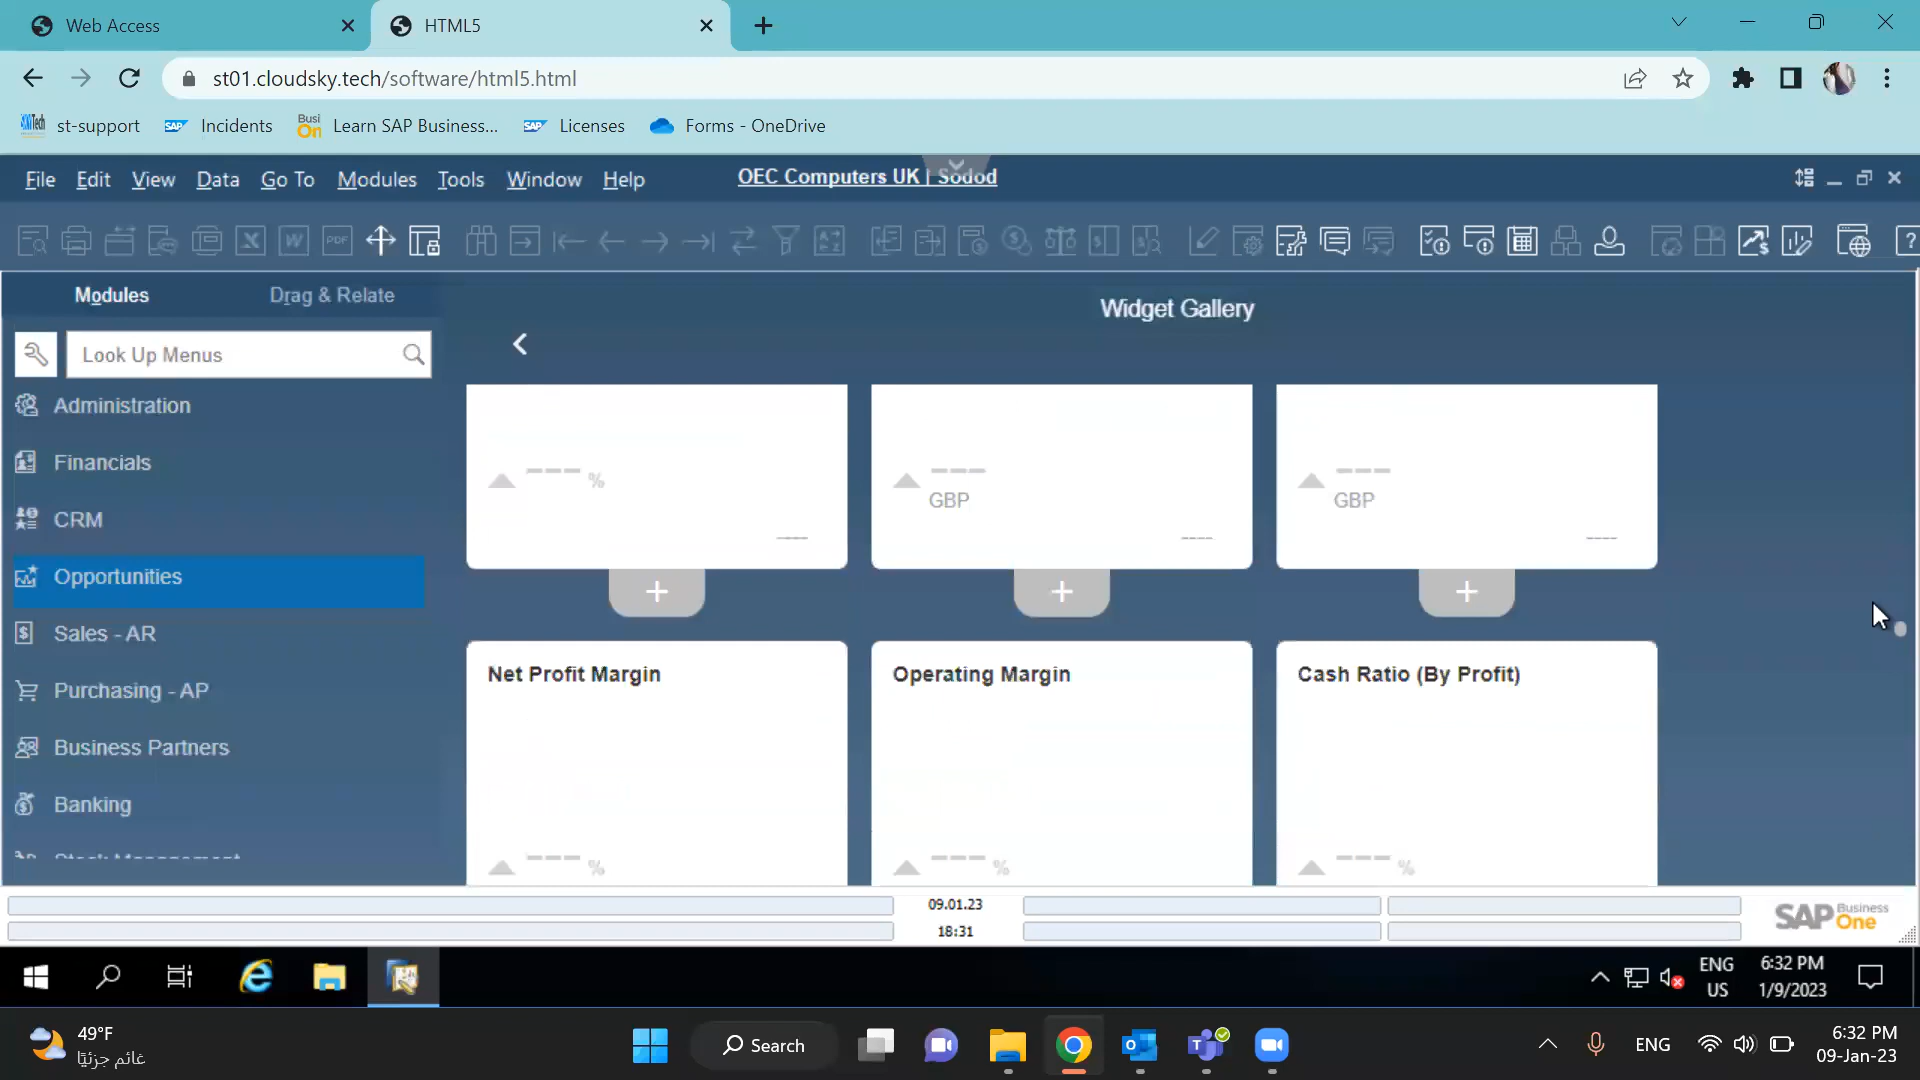 Web Access
HTML5
st01.cloudsky.tech/software/html5.html
st-support
Incidents
Busi
On
Learn SAP Business...
Licenses
Forms - OneDrive
File Edit View Data Go To Modules Tools Window Help
OEC Computers UK | Sodod
Modules
Drag & Relate
Widget Gallery
Look Up Menus
Administration
Financials
CRM
Opportunities
Sales - AR
Purchasing - AP
Business Partners
Banking
Stock Management
--- %
--- GBP
--- GBP
+
+
+
Net Profit Margin
Operating Margin
Cash Ratio (By Profit)
--- %
--- %
--- %
09.01.23
18:31
SAP Business One
ENG
US
6:32 PM
1/9/2023
49°F
غائم جزئيًا
Search
ENG
6:32 PM
09-Jan-23